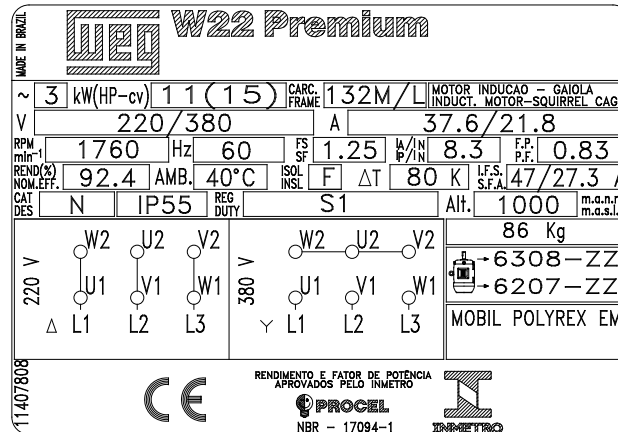 MADE IN BRAZIL
WEG W22 Premium
~ 3 kW(HP-cv) 11(15) CARC. FRAME 132M/L MOTOR INDUCAO - GAIOLA
INDUCT. MOTOR-SQUIRREL CAG
V 220/380 A 37.6/21.8
RPM min-1 1760 Hz 60 FS SF 1.25 IA/IN IP/IN 8.3 F.P. P.F. 0.83
REND(%) NOM.EFF. 92.4 AMB. 40°C ISOL INSL F ΔT 80 K I.F.S. S.F.A. 47/27.3 A
CAT DES N IP55 REG DUTY S1 Alt. 1000 m.a.n.m m.a.s.l.
86 Kg
220 V
W2 U2 V2
U1 V1 W1
Δ L1 L2 L3
380 V
W2 U2 V2
U1 V1 W1
Y L1 L2 L3
6308-ZZ
6207-ZZ
MOBIL POLYREX EM
11407808
CE
RENDIMENTO E FATOR DE POTÊNCIA
APROVADOS PELO INMETRO
PROCEL
NBR - 17094-1
INMETRO